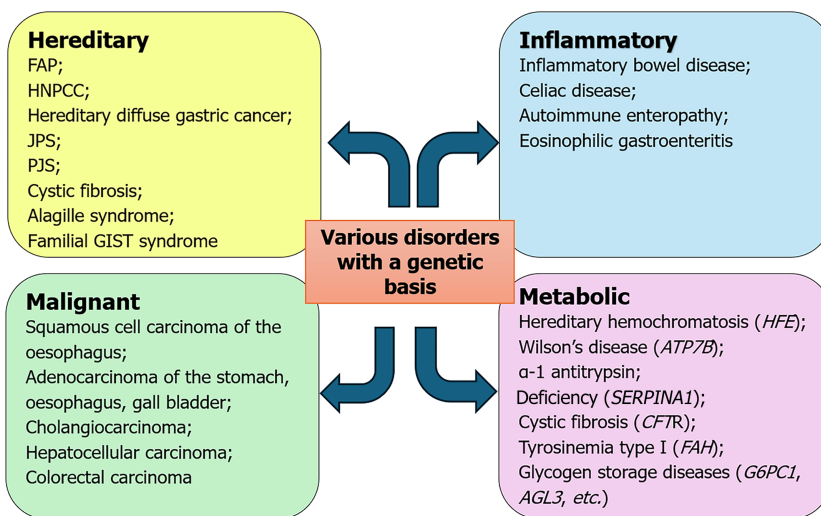 Hereditary
FAP;
HNPCC;
Hereditary diffuse gastric cancer;
JPS;
PJS;
Cystic fibrosis;
Alagille syndrome;
Familial GIST syndrome
Inflammatory
Inflammatory bowel disease;
Celiac disease;
Autoimmune enteropathy;
Eosinophilic gastroenteritis
Various disorders
with a genetic
basis
Malignant
Squamous cell carcinoma of the
oesophagus;
Adenocarcinoma of the stomach,
oesophagus, gall bladder;
Cholangiocarcinoma;
Hepatocellular carcinoma;
Colorectal carcinoma
Metabolic
Hereditary hemochromatosis (HFE);
Wilson’s disease (ATP7B);
α-1 antitrypsin;
Deficiency (SERPINA1);
Cystic fibrosis (CFTR);
Tyrosinemia type I (FAH);
Glycogen storage diseases (G6PC1,
AGL3, etc.)